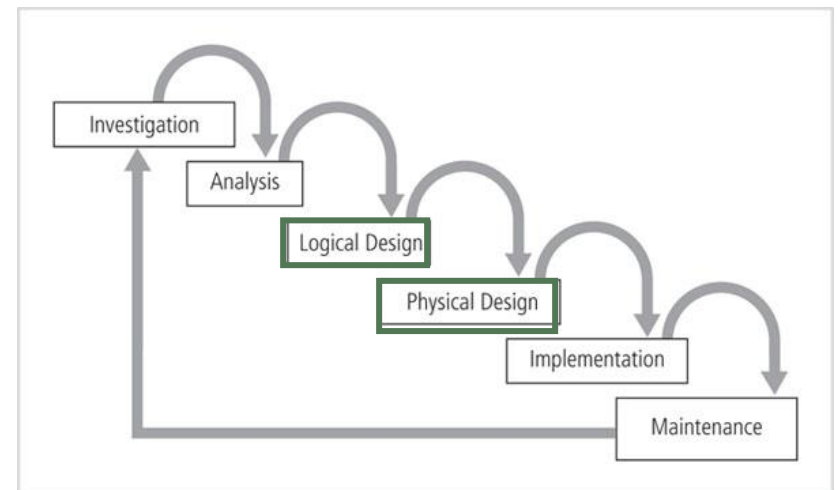 Investigation
Analysis
Logical Design
Physical Design
Implementation
Maintenance